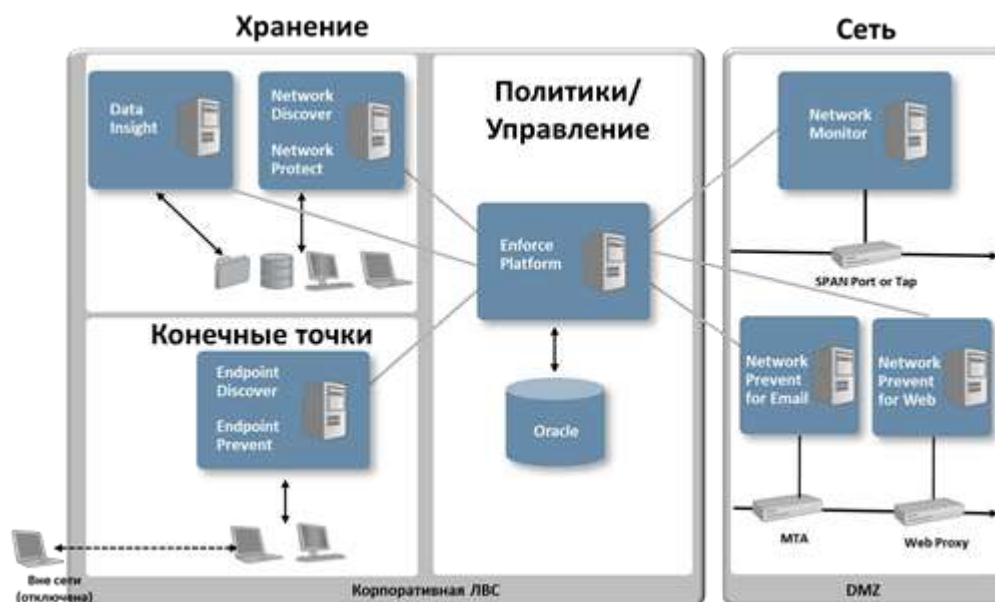 Хранение
Сеть
Data
Insight
Network
Discover
Network
Protect
Политики/
Управление
Network
Monitor
Enforce
Platform
SPAN Port or Tap
Конечные точки
Endpoint
Discover
Endpoint
Prevent
Oracle
Network
Prevent
for Email
Network
Prevent
for Web
MTA
Web Proxy
Вне сети
(отключена)
Корпоративная ЛВС
DMZ